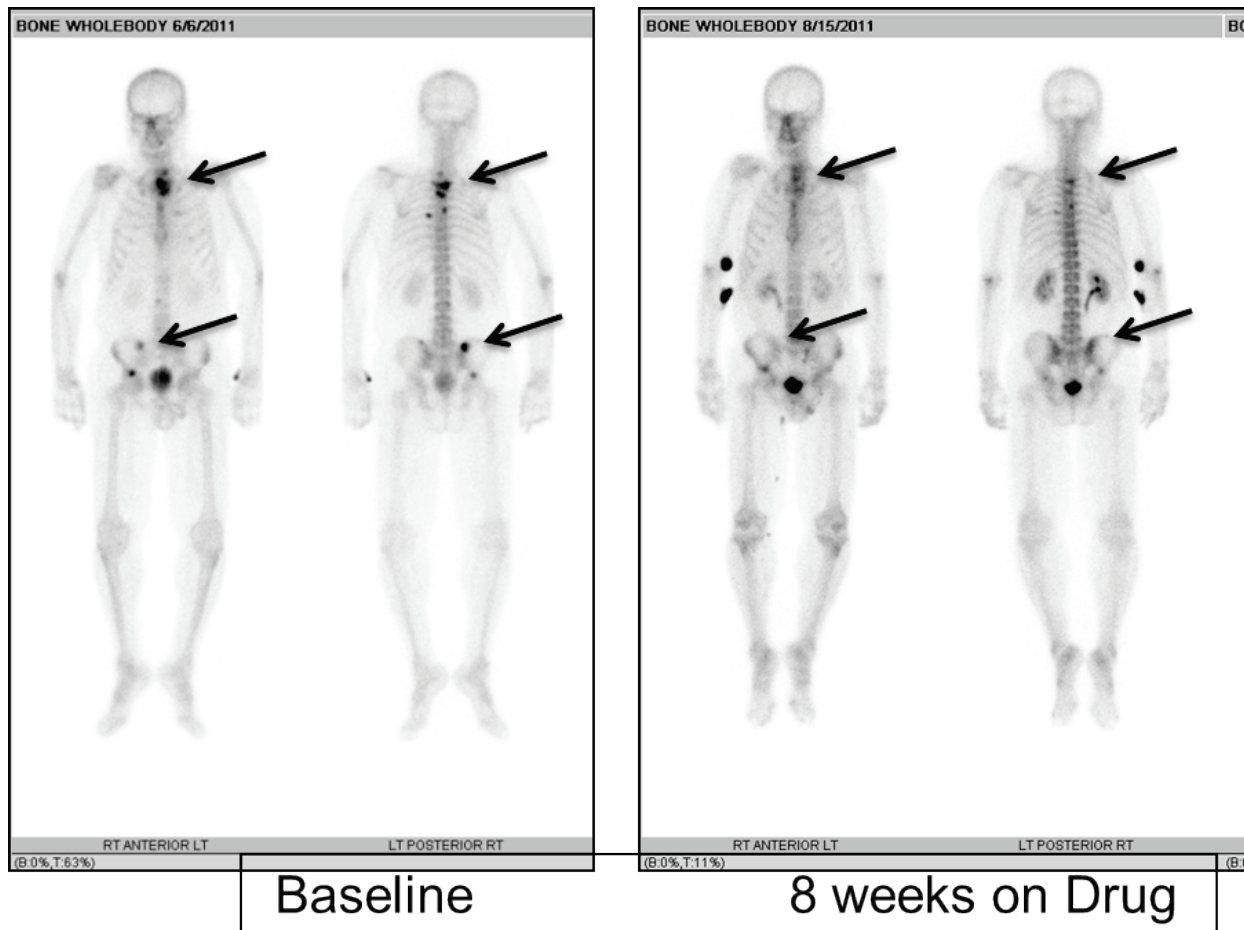 BONE WHOLEBODY 6/6/2011
BONE WHOLEBODY 8/15/2011
RT ANTERIOR LT
LT POSTERIOR RT
RT ANTERIOR LT
LT POSTERIOR RT
(B:0%,T:63%)
(B:0%,T:11%)
Baseline
8 weeks on Drug